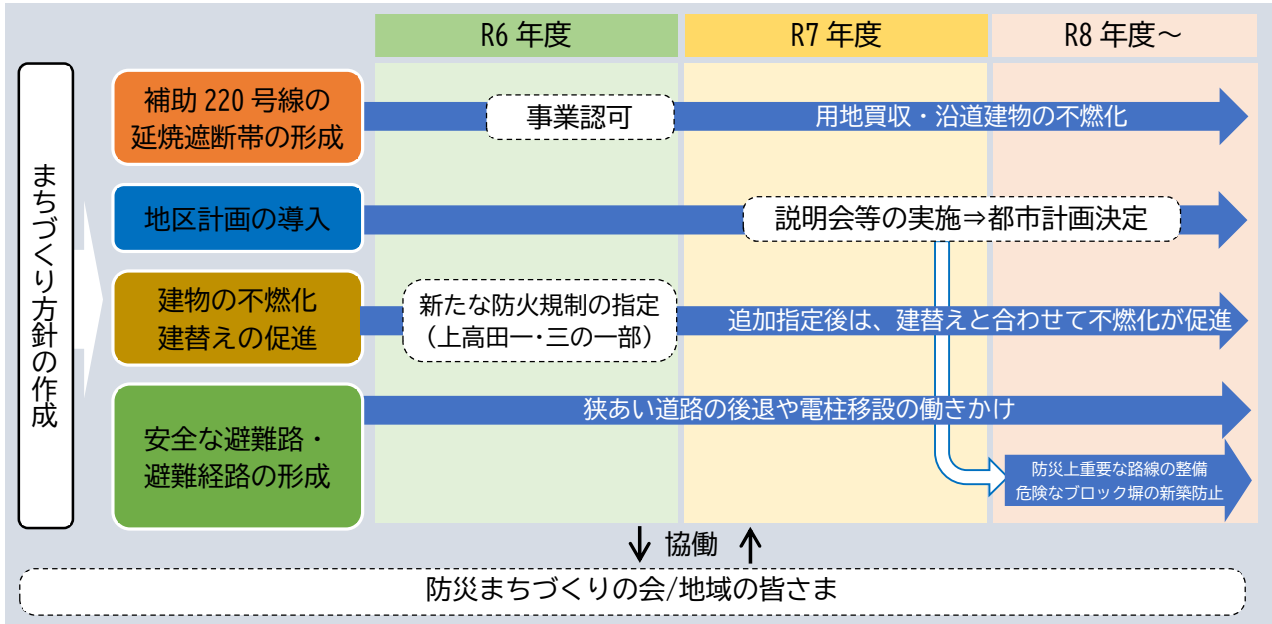 R6 年度
R7 年度
R8 年度～
まちづくり方針の作成
補助 220 号線の
延焼遮断帯の形成
事業認可
用地買収・沿道建物の不燃化
地区計画の導入
説明会等の実施⇒都市計画決定
建物の不燃化
建替えの促進
新たな防火規制の指定
（上高田一・三の一部）
追加指定後は、建替えと合わせて不燃化が促進
安全な避難路・
避難経路の形成
狭あい道路の後退や電柱移設の働きかけ
防災上重要な路線の整備
危険なブロック塀の新築防止
協働
防災まちづくりの会/地域の皆さま